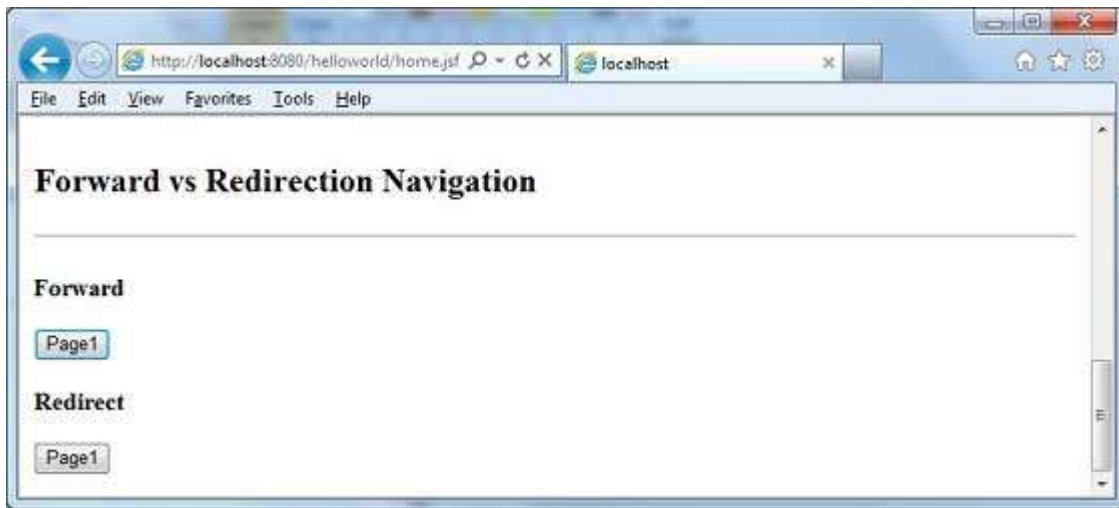 http://localhost:8080/helloworld/home.jsf
localhost
File Edit View Favorites Tools Help
Forward vs Redirection Navigation
Forward
Page1
Redirect
Page1